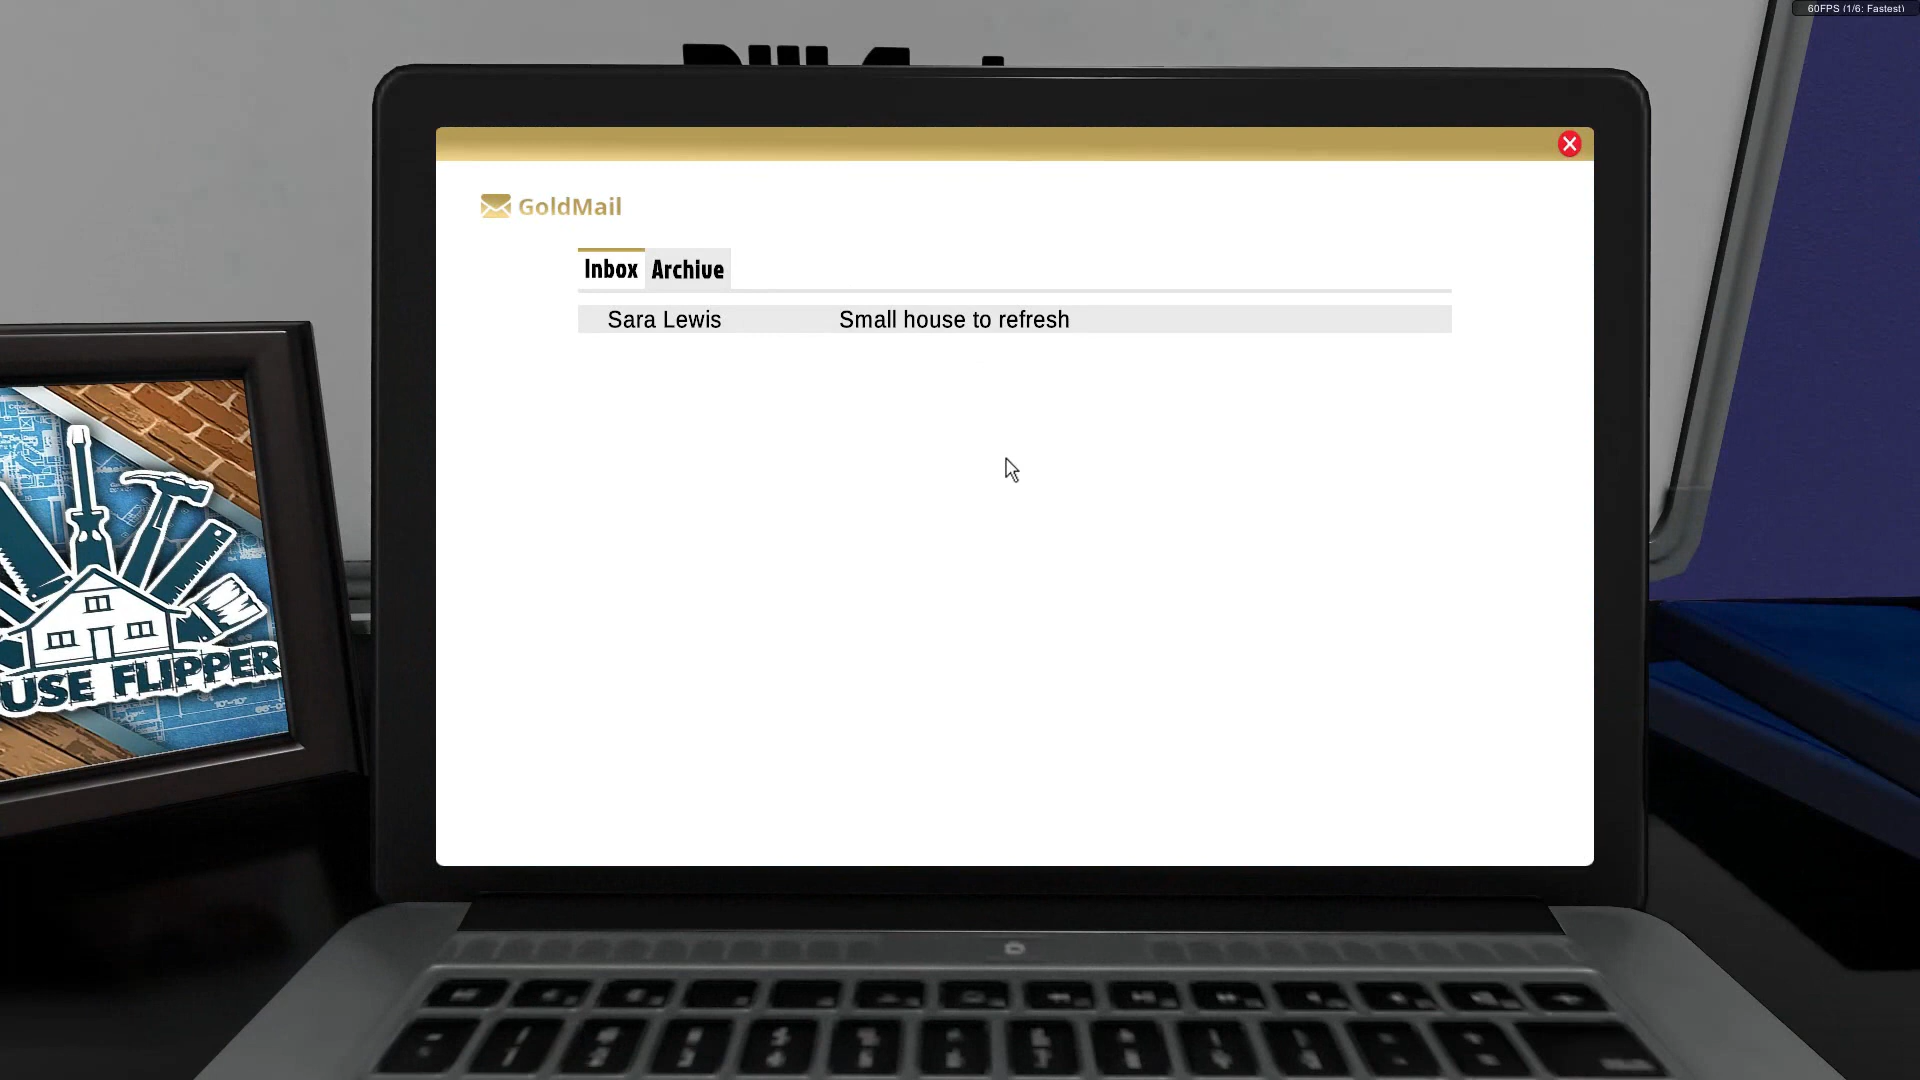 60FPS (1/6: Fastest)
GoldMail
Inbox Archive
Sara Lewis Small house to refresh
USE FLIPPER